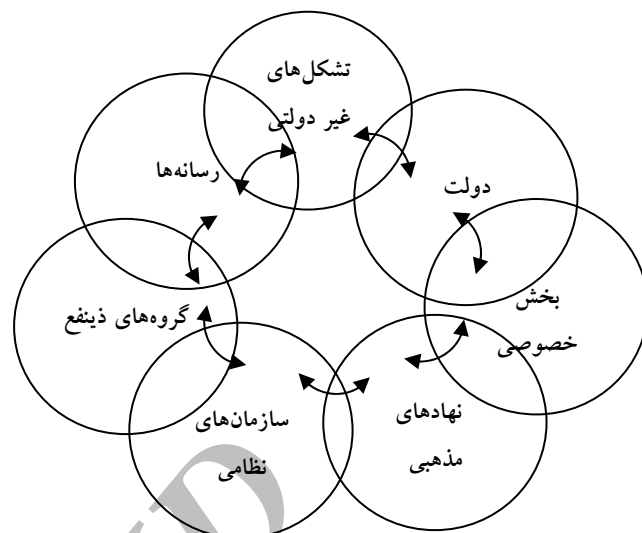 تشکل‌های
غیر دولتی
رسانه‌ها
دولت
بخش
خصوصی
گروه‌های ذینفع
سازمان‌های
نظامی
نهادهای
مذهبی